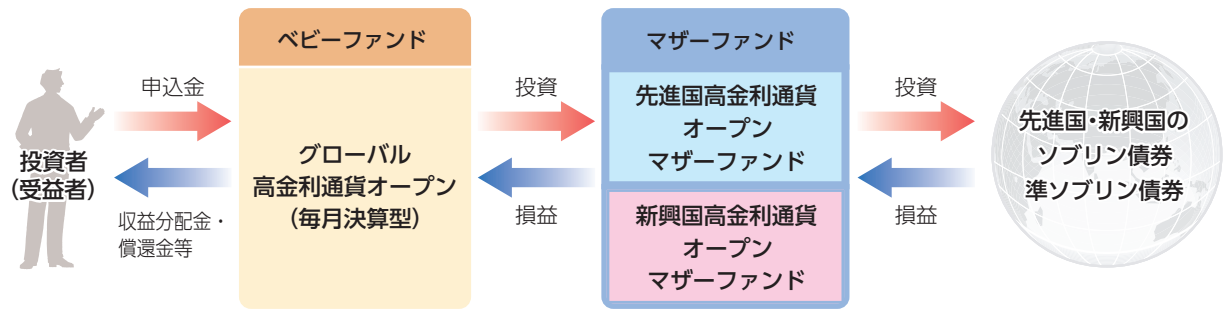 投資者
(受益者)
申込金
収益分配金・
償還金等
ベビーファンド
グローバル
高金利通貨オープン
(毎月決算型)
投資
損益
マザーファンド
先進国高金利通貨
オープン
マザーファンド
新興国高金利通貨
オープン
マザーファンド
投資
損益
先進国・新興国の
ソブリン債券
準ソブリン債券